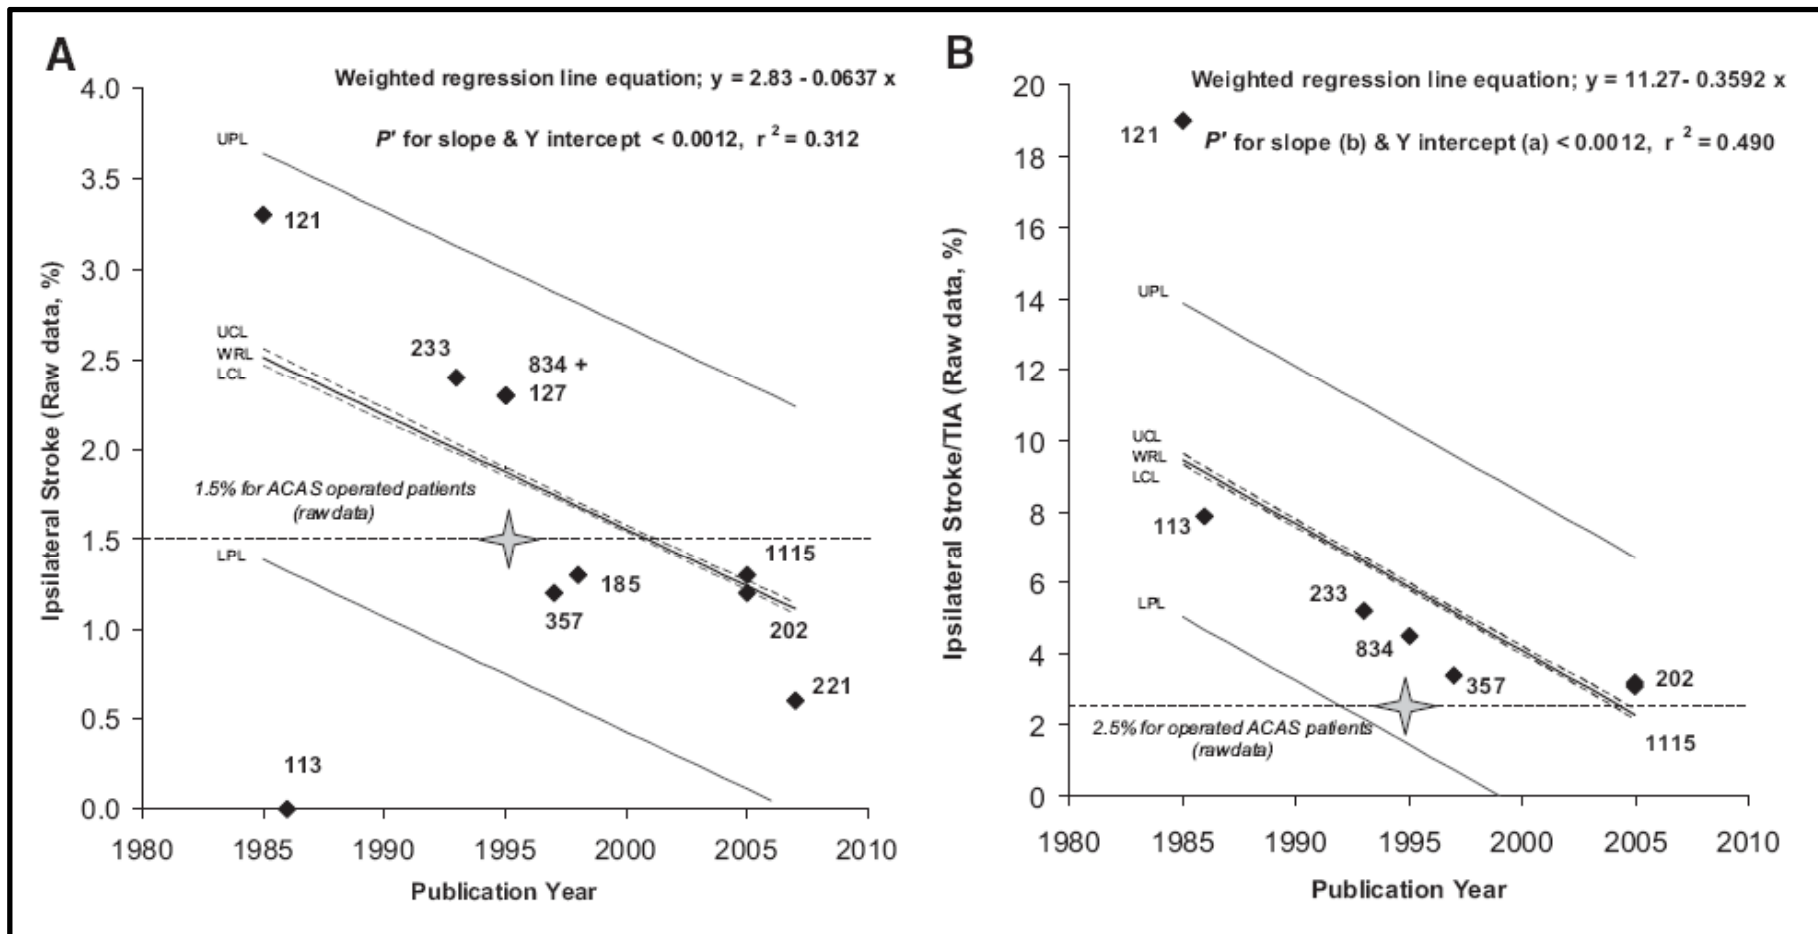 A
Weighted regression line equation; y = 2.83 - 0.0637 x
P' for slope & Y intercept < 0.0012, r² = 0.312
Ipsilateral Stroke (Raw data, %)
4.0
3.5
3.0
2.5
2.0
1.5
1.0
0.5
0.0
UPL
121
UCL
WRL
LCL
233
834 +
127
1.5% for ACAS operated patients
(raw data)
LPL
1115
185
357
202
221
113
1980
1985
1990
1995
2000
2005
2010
Publication Year
B
Weighted regression line equation; y = 11.27- 0.3592 x
P' for slope (b) & Y intercept (a) < 0.0012, r² = 0.490
Ipsilateral Stroke/TIA (Raw data, %)
20
18
16
14
12
10
8
6
4
2
0
121
UPL
UCL
WRL
LCL
113
LPL
233
834
357
202
1115
2.5% for operated ACAS patients
(rawdata)
1980
1985
1990
1995
2000
2005
2010
Publication Year